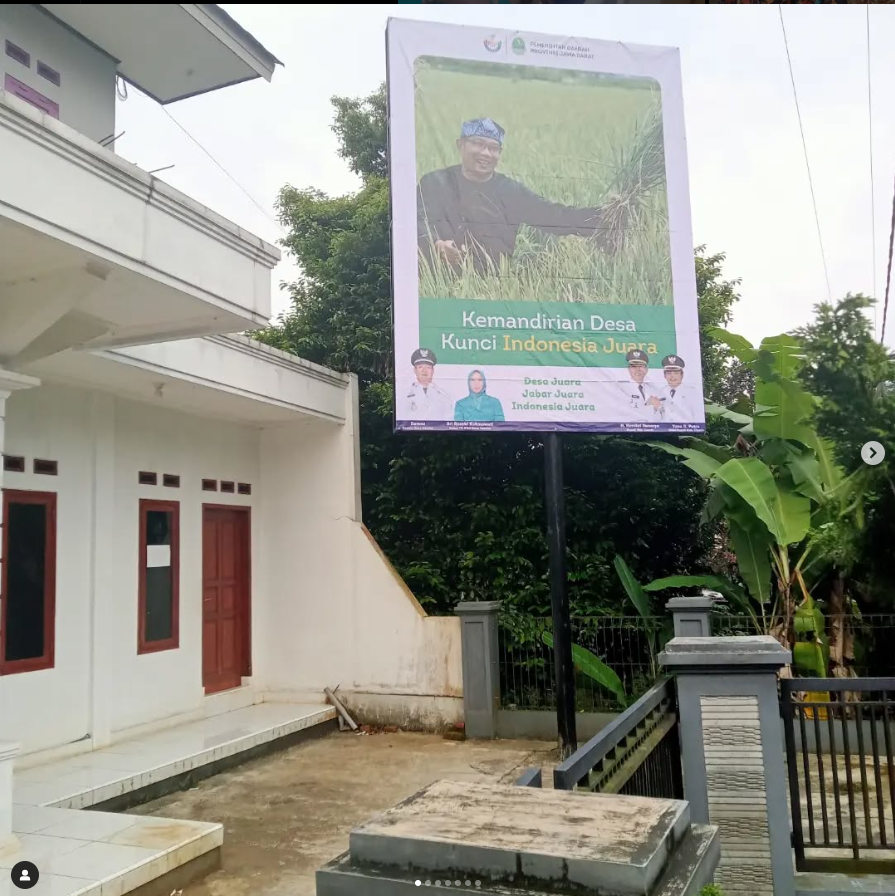 PEMERINTAH DAERAH
PROVINSI JAWA BARAT
Kemandirian Desa
Kunci Indonesia Juara
Desa Juara
Jabar Juara
Indonesia Juara